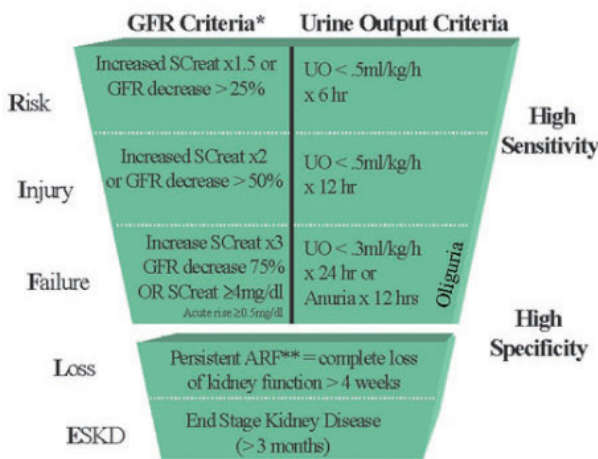 GFR Criteria*
Urine Output Criteria
Risk
Increased SCreat x1.5 or
GFR decrease > 25%
UO < .5ml/kg/h
x 6 hr
High
Sensitivity
Injury
Increased SCreat x2
or GFR decrease > 50%
UO < .5ml/kg/h
x 12 hr
Failure
Increase SCreat x3
GFR decrease 75%
OR SCreat ≥4mg/dl
Acute rise ≥0.5mg/dl
UO < .3ml/kg/h
x 24 hr or
Anuria x 12 hrs
Oliguria
High
Specificity
Loss
Persistent ARF** = complete loss
of kidney function > 4 weeks
ESKD
End Stage Kidney Disease
(> 3 months)